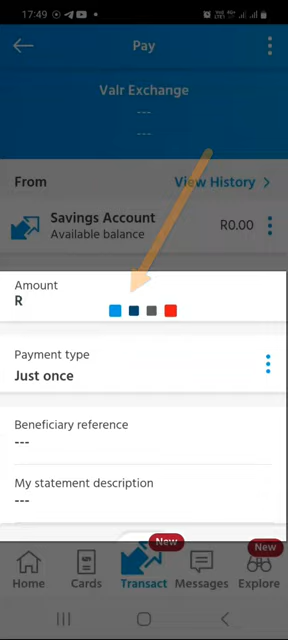 17:49
Pay
Valr Exchange
---
---
From
View History
Savings Account
Available balance
R0.00
Amount
R
Payment type
Just once
Beneficiary reference
---
My statement description
---
New
New
Home
Cards
Transact
Messages
Explore